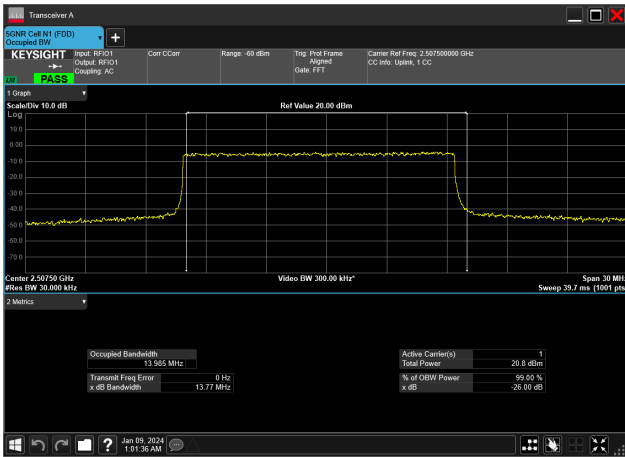 Transceiver A
5GNR Cell N1 (FDD)
Occupied BW
KEYSIGHT
Input: RFIO1
Output: RFIO1
Coupling: AC
Corr CCorr
Range: -60 dBm
Trig: Prot Frame
Aligned
Gate: FFT
Carrier Ref Freq: 2.507500000 GHz
CC Info: Uplink, 1 CC
PASS
1 Graph
Scale/Div 10.0 dB
Ref Value 20.00 dBm
Log
10.0
0.00
-10.0
-20.0
-30.0
-40.0
-50.0
-60.0
-70.0
Center 2.50750 GHz
Video BW 300.00 kHz*
Span 30 MHz
#Res BW 30.000 kHz
Sweep 39.7 ms (1001 pts
2 Metrics
Occupied Bandwidth
13.985 MHz
Transmit Freq Error 0 Hz
x dB Bandwidth 13.77 MHz
Active Carrier(s) 1
Total Power 20.8 dBm
% of OBW Power 99.00 %
x dB -26.00 dB
?
Jan 09, 2024
1:01:36 AM